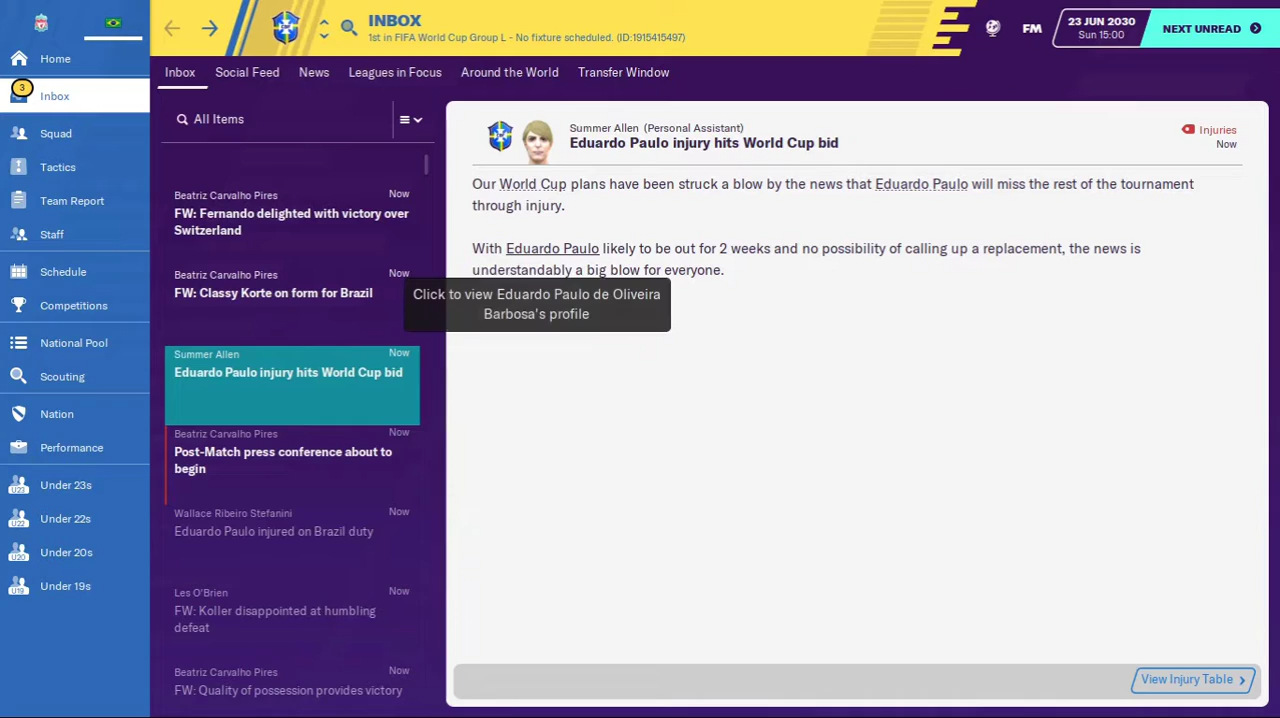 INBOX
1st in FIFA World Cup Group L - No fixture scheduled. (ID:1915415497)
FM
23 JUN 2030
Sun 15:00
NEXT UNREAD
Home
3
Inbox
Squad
Tactics
Team Report
Staff
Schedule
Competitions
National Pool
Scouting
Nation
Performance
U23
Under 23s
U22
Under 22s
U20
Under 20s
U19
Under 19s
Inbox
Social Feed
News
Leagues in Focus
Around the World
Transfer Window
All Items
Beatriz Carvalho Pires
Now
FW: Fernando delighted with victory over
Switzerland
Beatriz Carvalho Pires
Now
FW: Classy Korte on form for Brazil
Summer Allen
Now
Eduardo Paulo injury hits World Cup bid
Beatriz Carvalho Pires
Now
Post-Match press conference about to
begin
Wallace Ribeiro Stefanini
Now
Eduardo Paulo injured on Brazil duty
Les O'Brien
Now
FW: Koller disappointed at humbling
defeat
Beatriz Carvalho Pires
Now
FW: Quality of possession provides victory
Summer Allen (Personal Assistant)
Eduardo Paulo injury hits World Cup bid
Injuries
Now
Our World Cup plans have been struck a blow by the news that Eduardo Paulo will miss the rest of the tournament
through injury.
With Eduardo Paulo likely to be out for 2 weeks and no possibility of calling up a replacement, the news is
understandably a big blow for everyone.
Click to view Eduardo Paulo de Oliveira
Barbosa's profile
View Injury Table